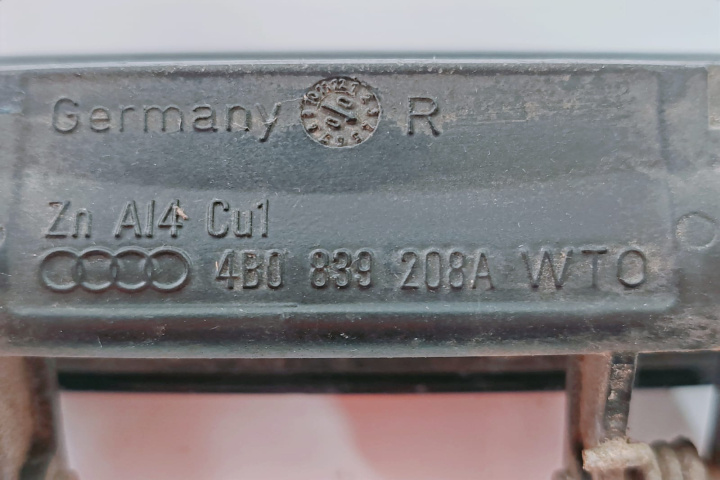 Germany R
Zn Al4 Cu1
4B0 839 208A WTO